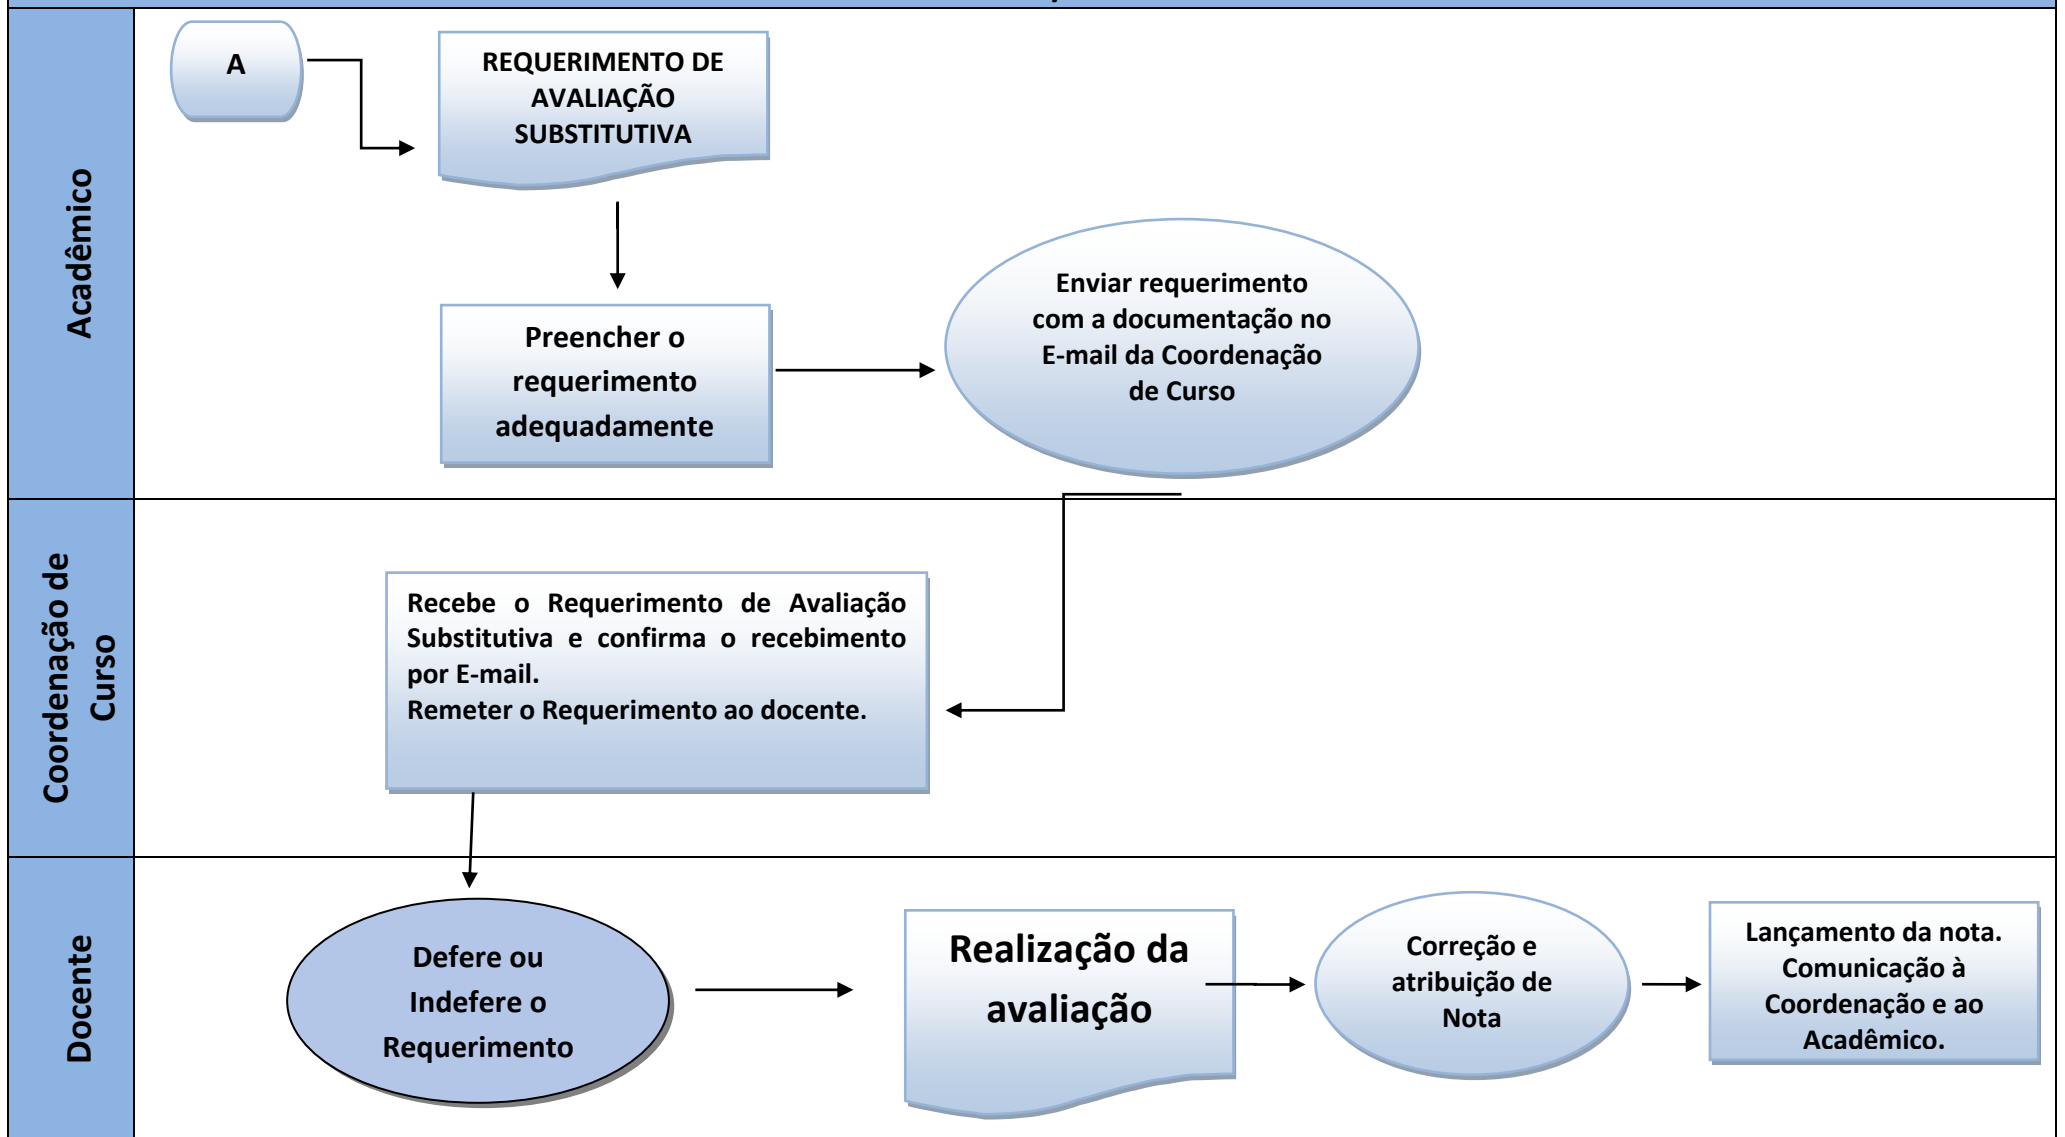 Acadêmico
A
REQUERIMENTO DE
AVALIAÇÃO
SUBSTITUTIVA
Preencher o
requerimento
adequadamente
Enviar requerimento
com a documentação no
E-mail da Coordenação
de Curso
Coordenação de
Curso
Recebe o Requerimento de Avaliação
Substitutiva e confirma o recebimento
por E-mail.
Remeter o Requerimento ao docente.
Docente
Defere ou
Indefere o
Requerimento
Realização da
avaliação
Correção e
atribuição de
Nota
Lançamento da nota.
Comunicação à
Coordenação e ao
Acadêmico.